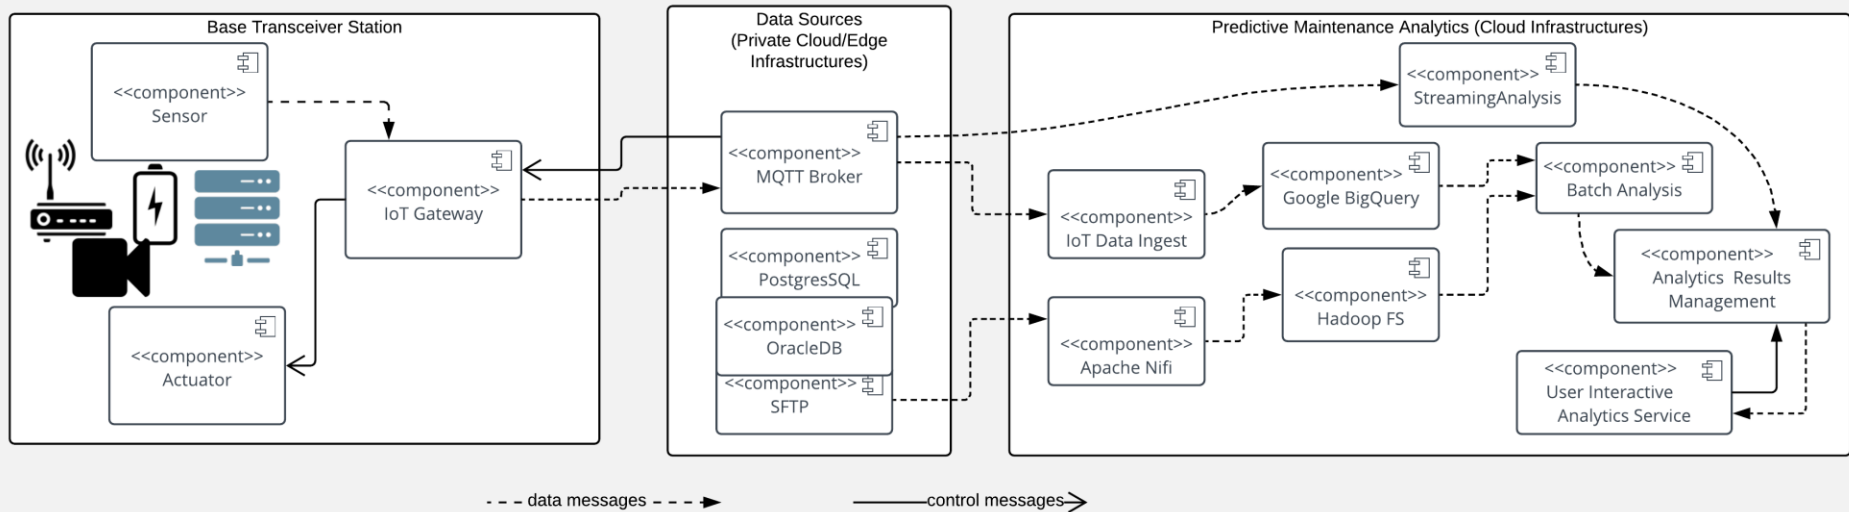 Base Transceiver Station
<<component>>
Sensor
<<component>>
IoT Gateway
<<component>>
Actuator
Data Sources
(Private Cloud/Edge
Infrastructures)
<<component>>
MQTT Broker
<<component>>
PostgresSQL
<<component>>
OracleDB
<<component>>
SFTP
Predictive Maintenance Analytics (Cloud Infrastructures)
<<component>>
StreamingAnalysis
<<component>>
IoT Data Ingest
<<component>>
Google BigQuery
<<component>>
Batch Analysis
<<component>>
Apache Nifi
<<component>>
Hadoop FS
<<component>>
Analytics Results
Management
<<component>>
User Interactive
Analytics Service
data messages
control messages